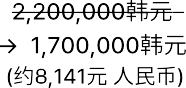 2,200,000韩元
→ 1,700,000韩元
(约8,141元 人民币)